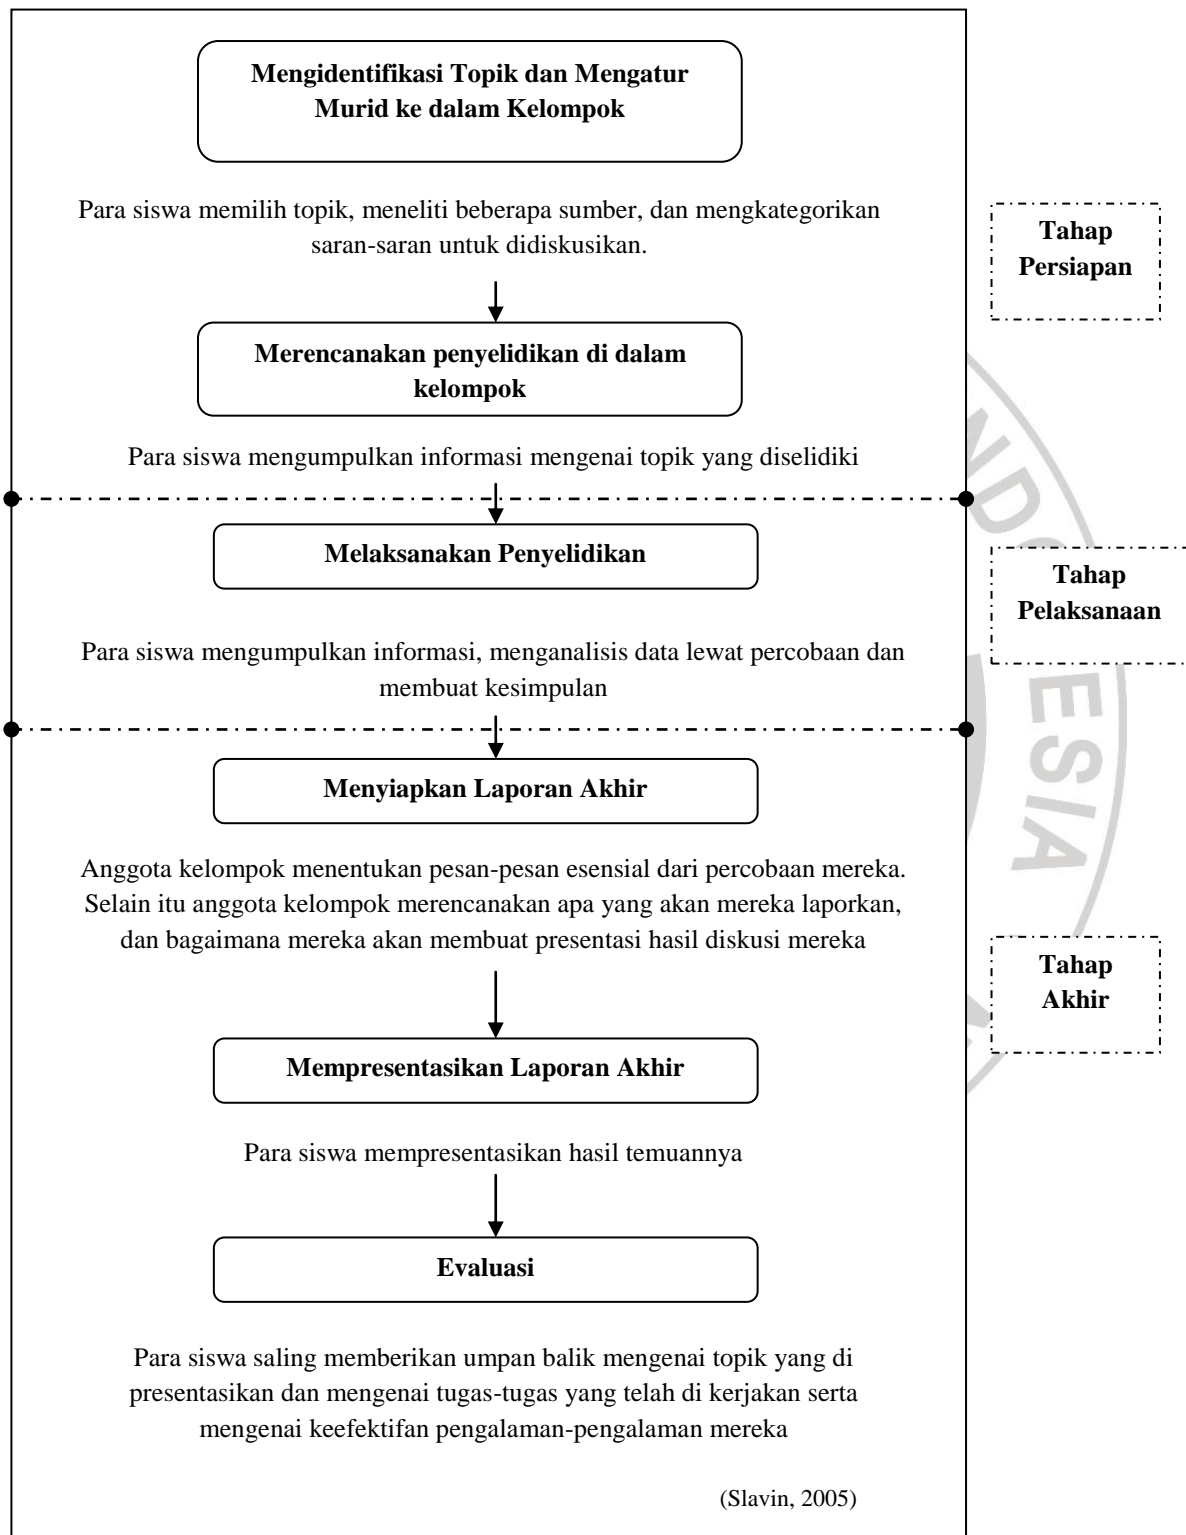 Mengidentifikasi Topik dan Mengatur
Murid ke dalam Kelompok
Para siswa memilih topik, meneliti beberapa sumber, dan mengkategorikan
saran-saran untuk didiskusikan.
Tahap
Persiapan
Merencanakan penyelidikan di dalam
kelompok
Para siswa mengumpulkan informasi mengenai topik yang diselidiki
Melaksanakan Penyelidikan
Tahap
Pelaksanaan
Para siswa mengumpulkan informasi, menganalisis data lewat percobaan dan
membuat kesimpulan
Menyiapkan Laporan Akhir
Anggota kelompok menentukan pesan-pesan esensial dari percobaan mereka.
Selain itu anggota kelompok merencanakan apa yang akan mereka laporkan,
dan bagaimana mereka akan membuat presentasi hasil diskusi mereka
Tahap
Akhir
Mempresentasikan Laporan Akhir
Para siswa mempresentasikan hasil temuannya
Evaluasi
Para siswa saling memberikan umpan balik mengenai topik yang di
presentasikan dan mengenai tugas-tugas yang telah di kerjakan serta
mengenai keefektifan pengalaman-pengalaman mereka
(Slavin, 2005)